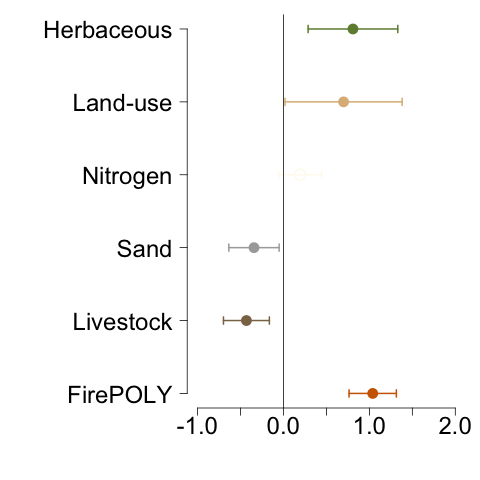 Herbaceous
Land-use
Nitrogen
Sand
Livestock
FirePOLY
-1.0 0.0 1.0 2.0